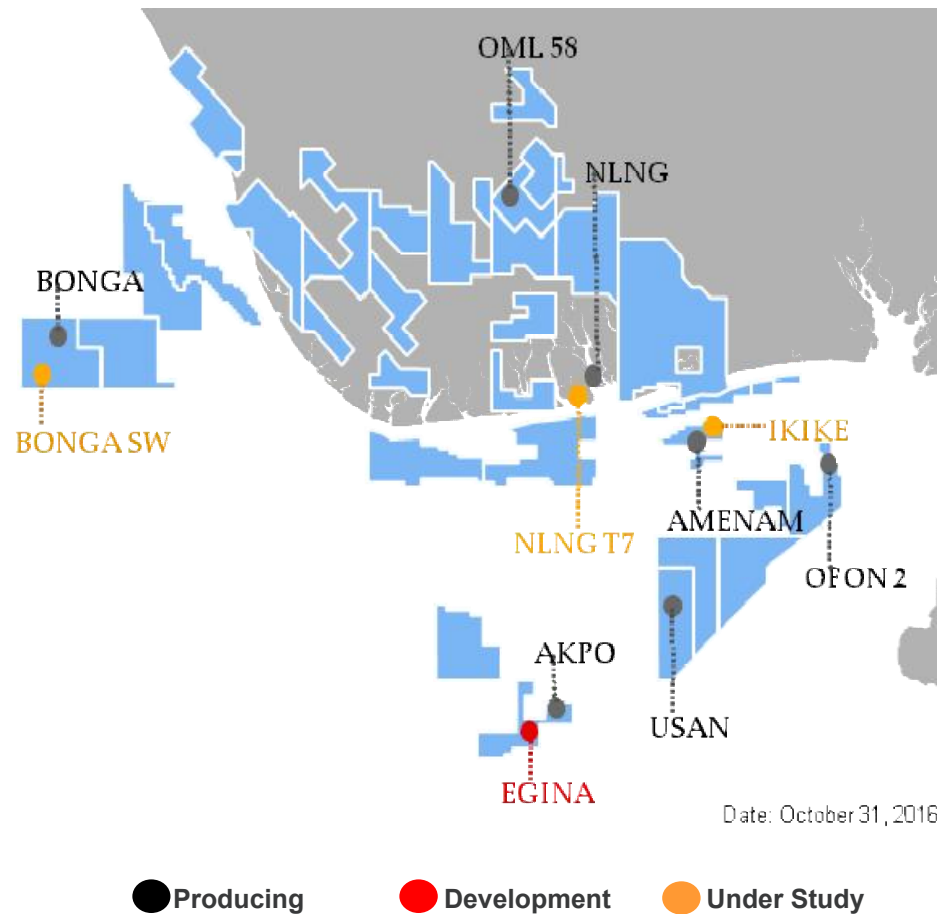 OML 58
NLNG
BONGA
BONGA SW
IKIKE
AMENAM
NLNG T7
OFON 2
AKPO
USAN
EGINA
Date: October 31, 2016
Producing Development Under Study